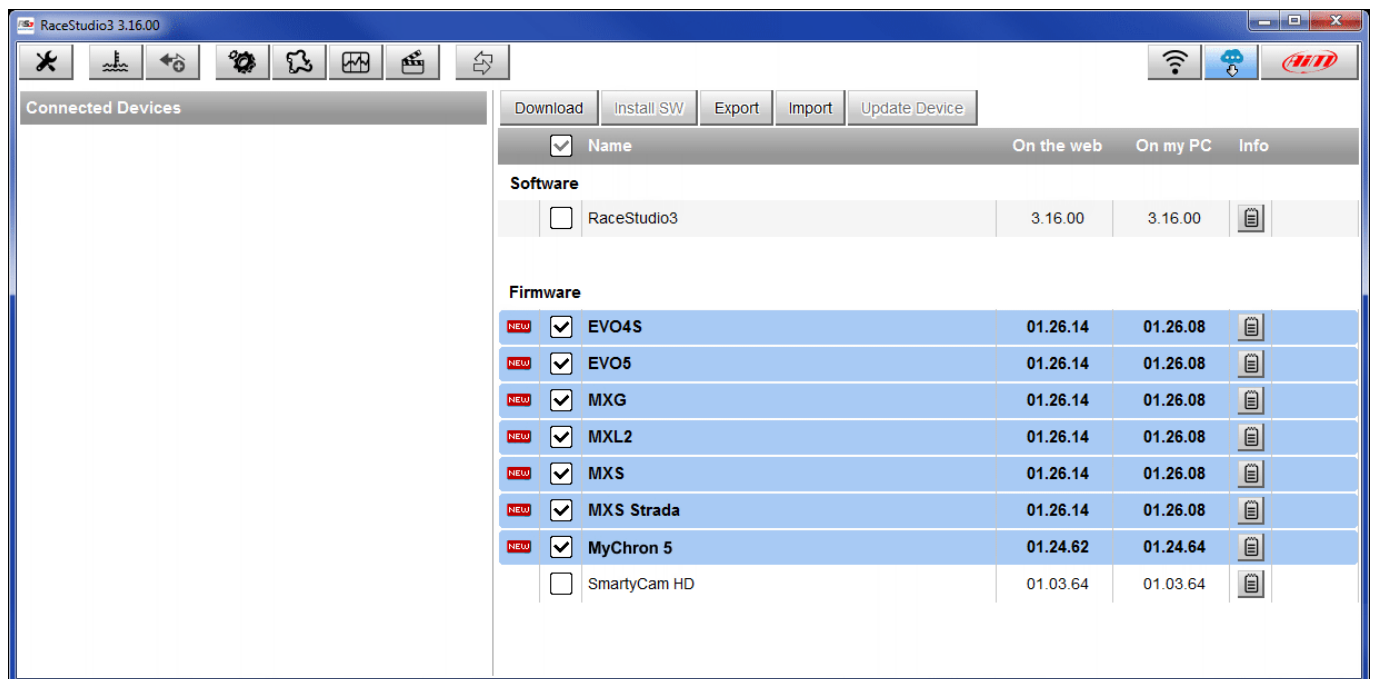 RaceStudio3 3.16.00
AiM
Connected Devices
Download Install SW Export Import Update Device
Name On the web On my PC Info
Software
RaceStudio3 3.16.00 3.16.00
Firmware
NEW EVO4S 01.26.14 01.26.08
NEW EVO5 01.26.14 01.26.08
NEW MXG 01.26.14 01.26.08
NEW MXL2 01.26.14 01.26.08
NEW MXS 01.26.14 01.26.08
NEW MXS Strada 01.26.14 01.26.08
NEW MyChron 5 01.24.62 01.24.64
SmartyCam HD 01.03.64 01.03.64